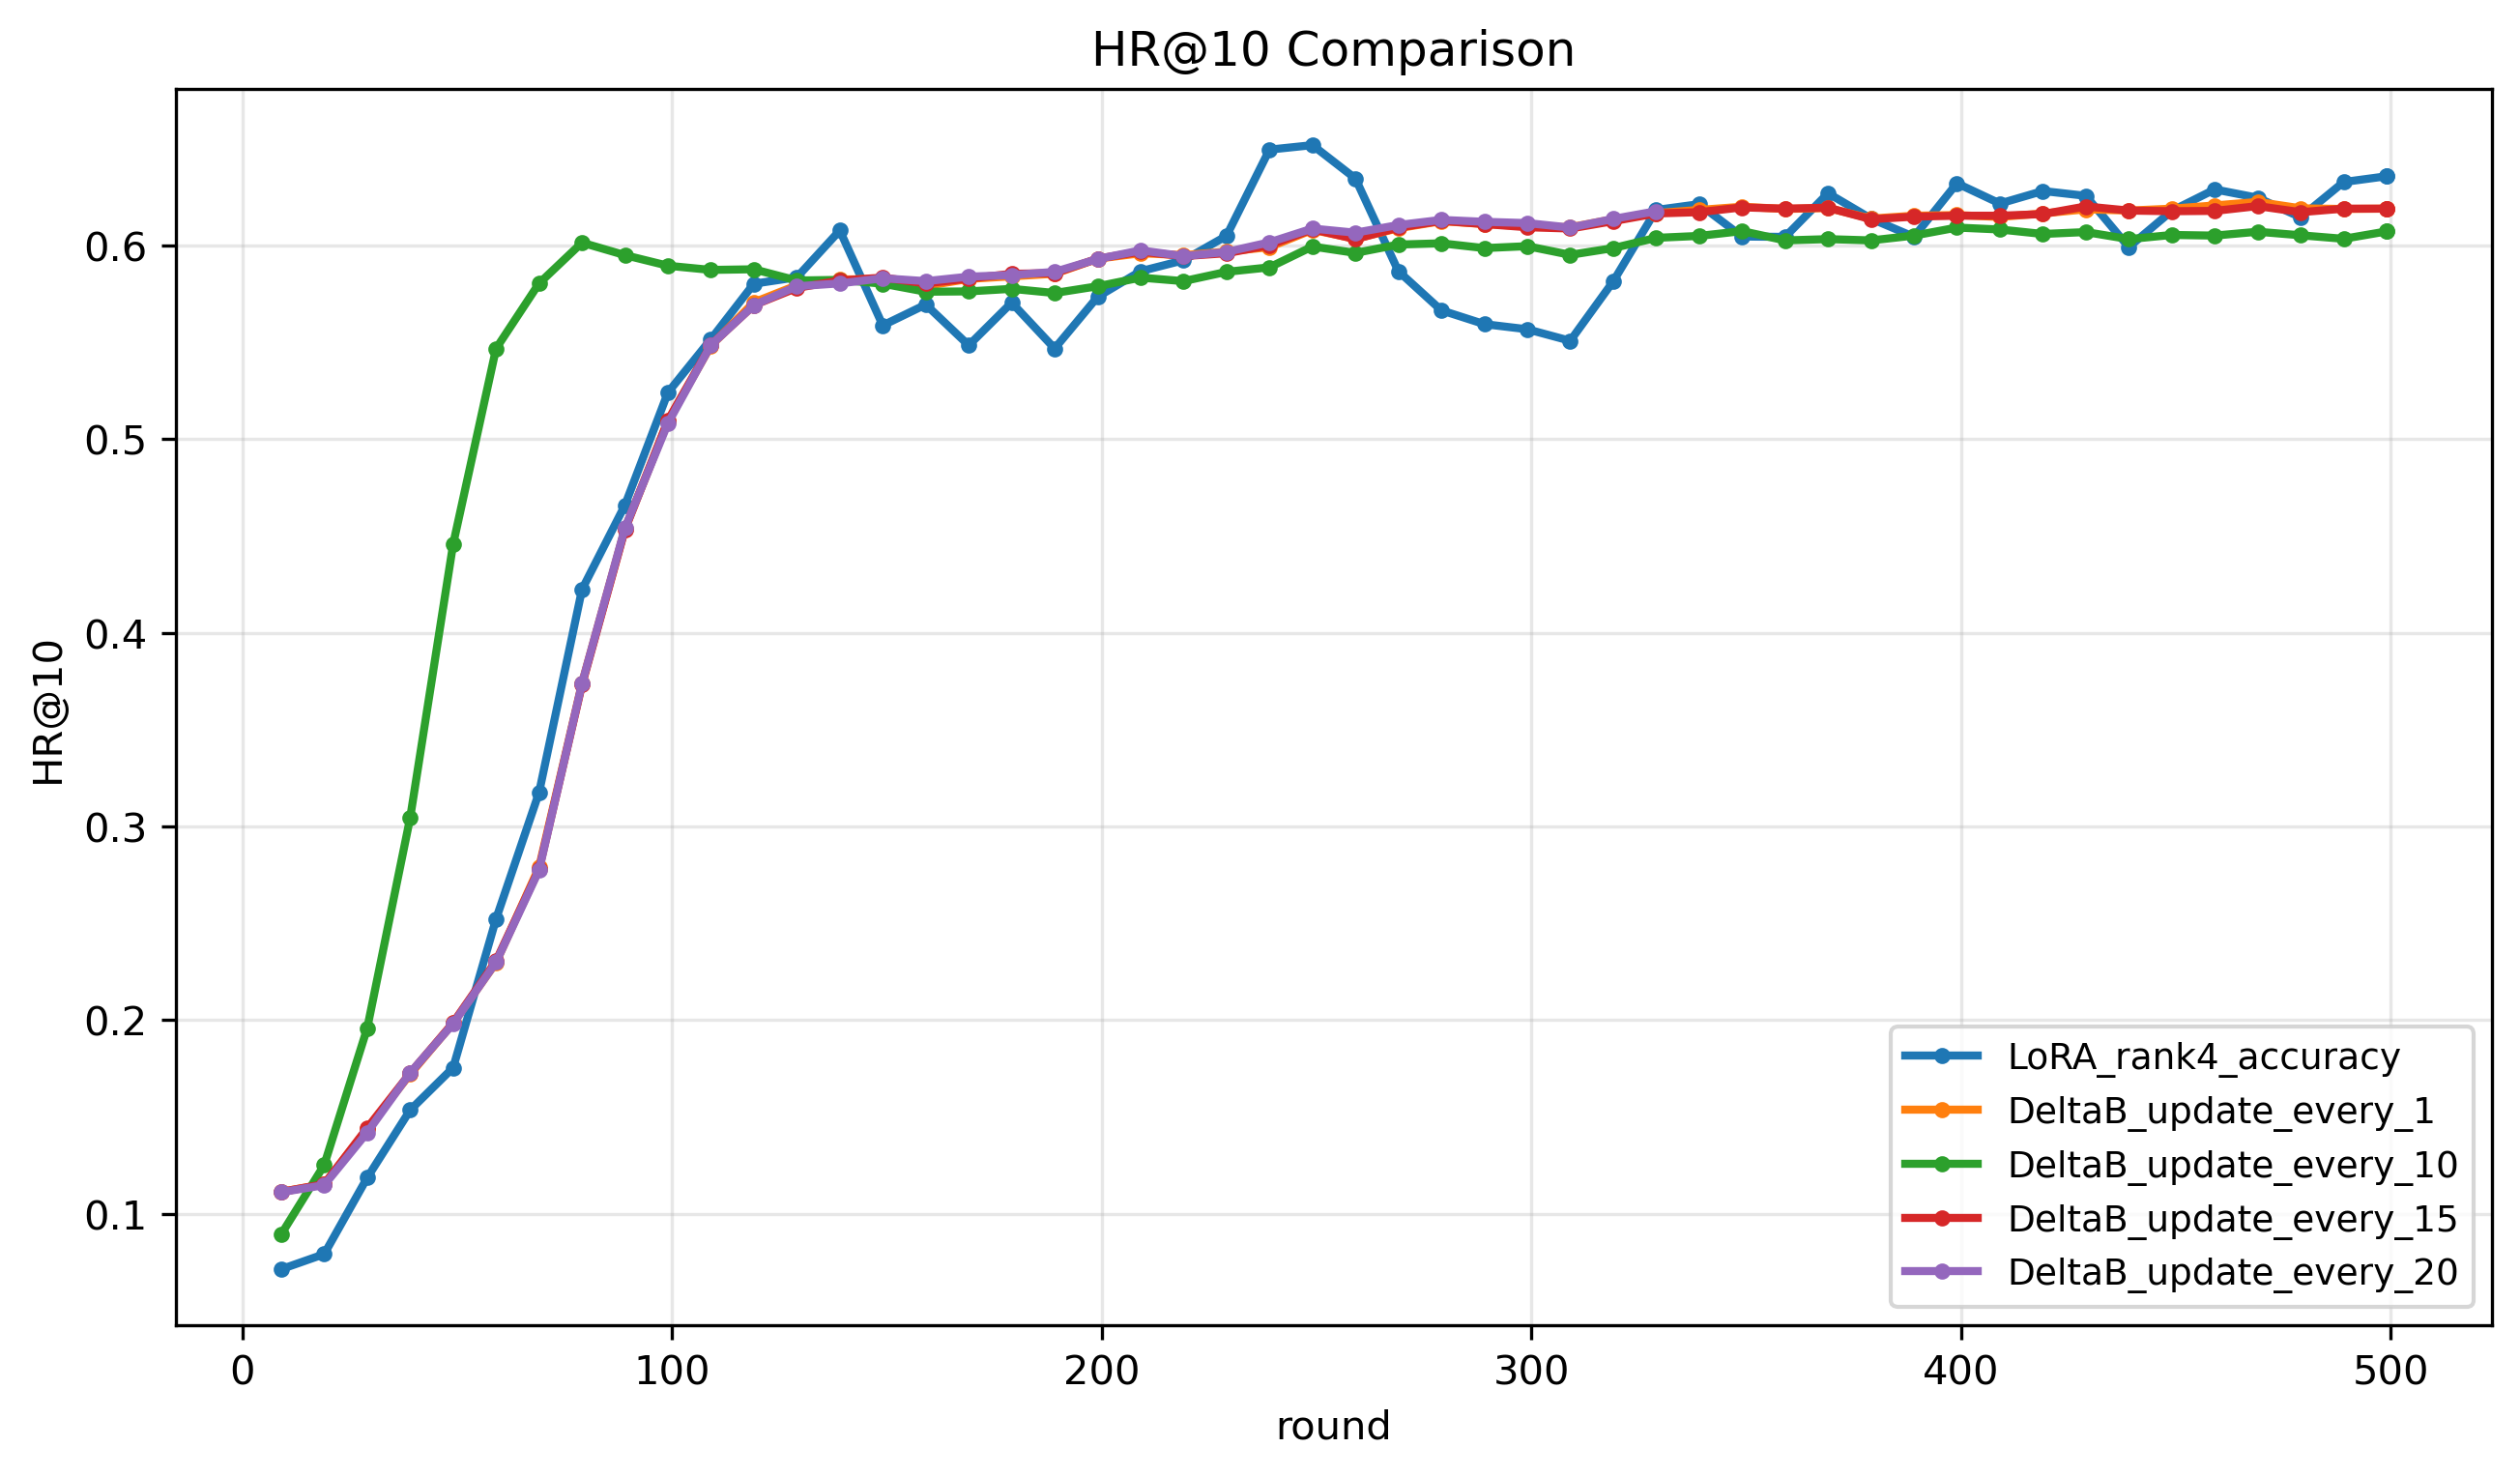 HR@10 Comparison
HR@10
0.6
0.5
0.4
0.3
0.2
0.1
0 100 200 300 400 500
round
LoRA_rank4_accuracy
DeltaB_update_every_1
DeltaB_update_every_10
DeltaB_update_every_15
DeltaB_update_every_20